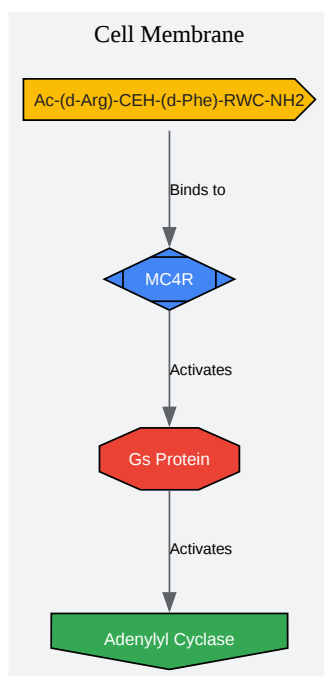 Cell Membrane
Ac-(d-Arg)-CEH-(d-Phe)-RWC-NH2
Binds to
MC4R
Activates
Gs Protein
Activates
Adenylyl Cyclase